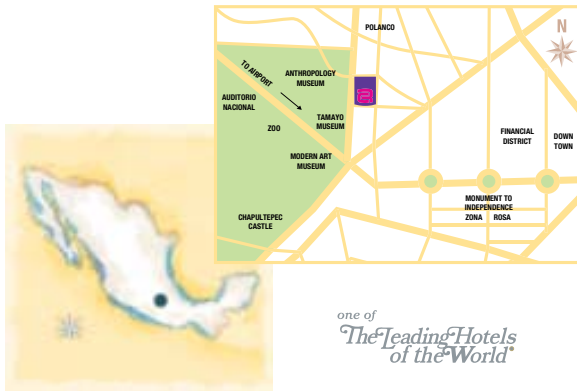 POLANCO
N
TO AIRPORT
ANTHROPOLOGY
MUSEUM
AUDITORIO
NACIONAL
TAMAYO
MUSEUM
ZOO
FINANCIAL
DISTRICT
DOWN
TOWN
MODERN ART
MUSEUM
MONUMENT TO
INDEPENDENCE
ZONA ROSA
CHAPULTEPEC
CASTLE
one of
The Leading Hotels
of the World